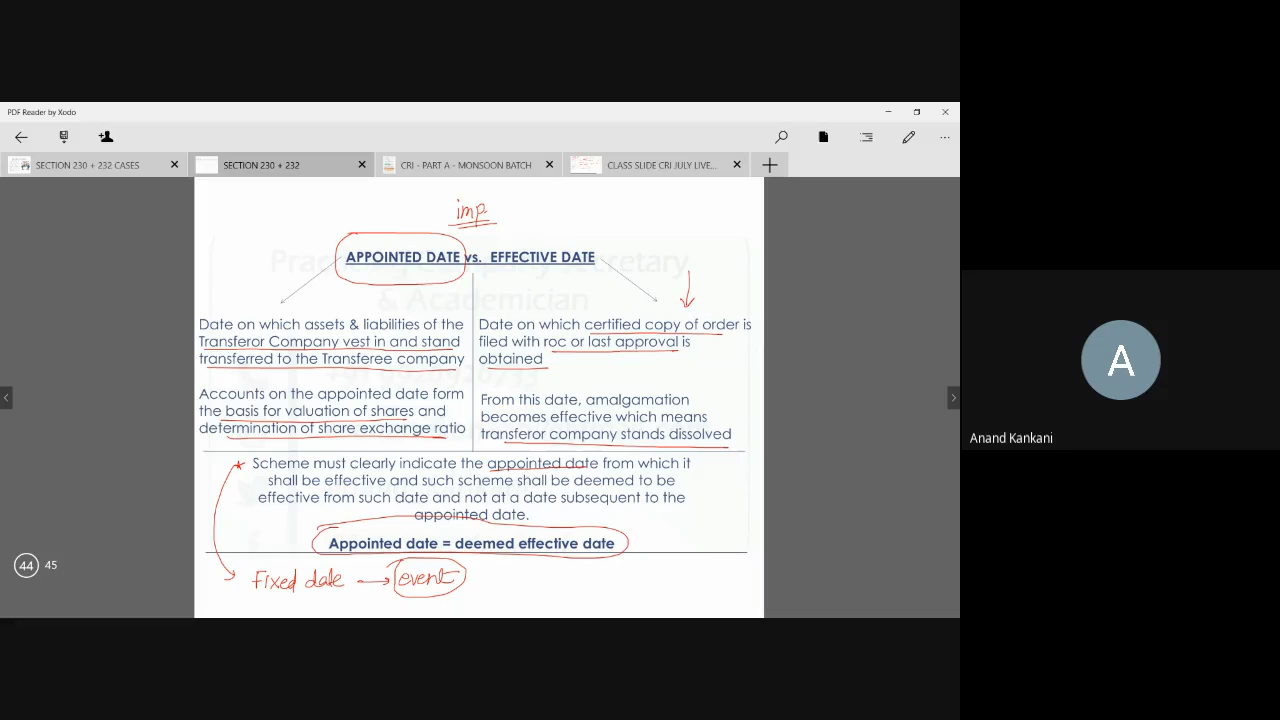 PDF Reader by Xodo
SECTION 230 + 232 CASES
SECTION 230 + 232
CRI - PART A - MONSOON BATCH
CLASS SLIDE CRI JULY LIVE...
imp
APPOINTED DATE vs. EFFECTIVE DATE
Date on which assets & liabilities of the
Transferor Company vest in and stand
transferred to the Transferee company
Accounts on the appointed date form
the basis for valuation of shares and
determination of share exchange ratio
Date on which certified copy of order is
filed with roc or last approval is
obtained
From this date, amalgamation
becomes effective which means
transferor company stands dissolved
Scheme must clearly indicate the appointed date from which it
shall be effective and such scheme shall be deemed to be
effective from such date and not at a date subsequent to the
appointed date.
Appointed date = deemed effective date
Fixed date → event
44 45
Secretary
& Academician
A
Anand Kankani